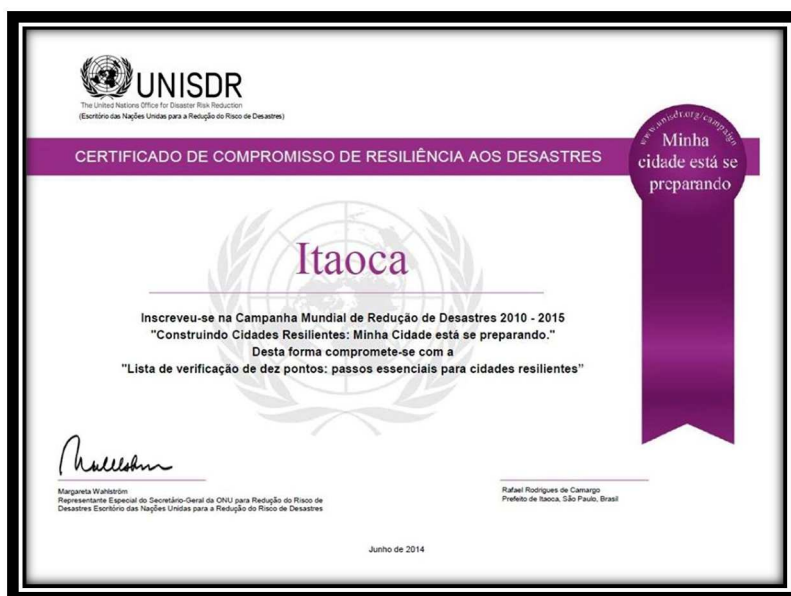 UNISDR
The United Nations Office for Disaster Risk Reduction
(Escritório das Nações Unidas para a Redução do Risco de Desastres)
CERTIFICADO DE COMPROMISSO DE RESILIÊNCIA AOS DESASTRES
www.unisdr.org/campaign
Minha
cidade está se
preparando
Itaoca
Inscreveu-se na Campanha Mundial de Redução de Desastres 2010 - 2015
"Construindo Cidades Resilientes: Minha Cidade está se preparando."
Desta forma compromete-se com a
"Lista de verificação de dez pontos: passos essenciais para cidades resilientes"
Margareta Wahlström
Representante Especial do Secretário-Geral da ONU para Redução do Risco de
Desastres Escritório das Nações Unidas para a Redução do Risco de Desastres
Rafael Rodrigues de Camargo
Prefeito de Itaoca, São Paulo, Brasil
Junho de 2014